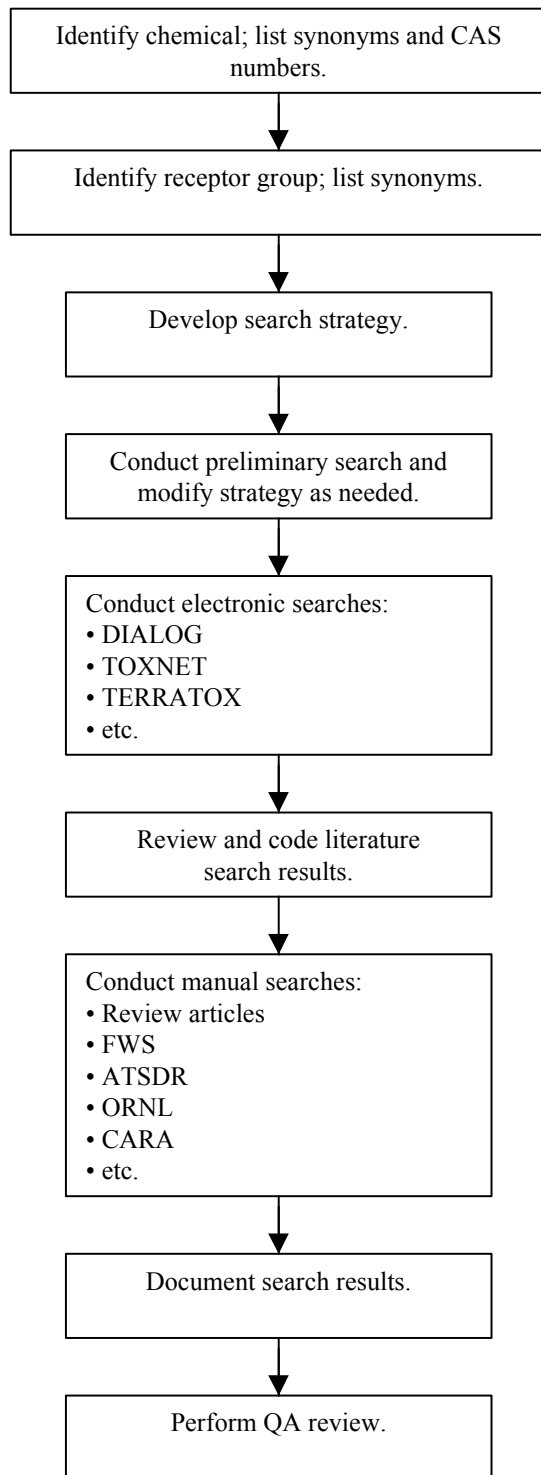 Identify chemical; list synonyms and CAS
numbers.
Identify receptor group; list synonyms.
Develop search strategy.
Conduct preliminary search and
modify strategy as needed.
Conduct electronic searches:
• DIALOG
• TOXNET
• TERRATOX
• etc.
Review and code literature
search results.
Conduct manual searches:
• Review articles
• FWS
• ATSDR
• ORNL
• CARA
• etc.
Document search results.
Perform QA review.